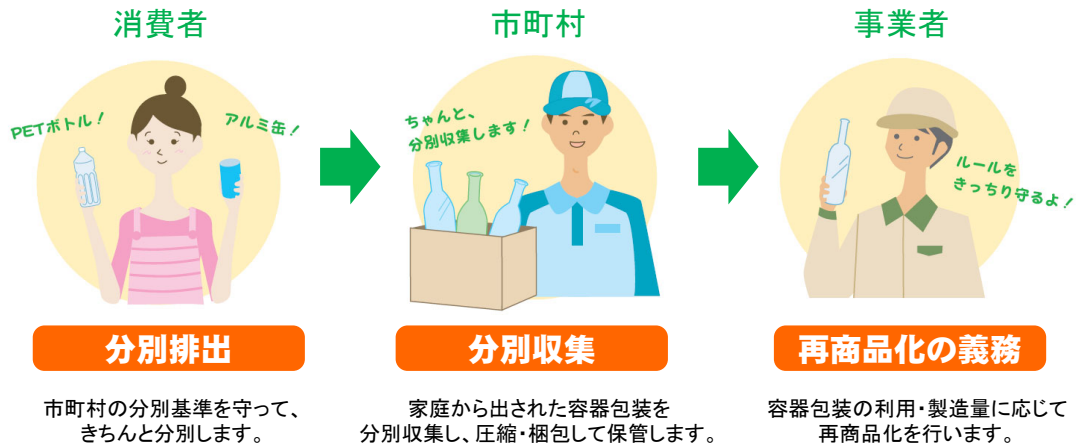 消費者
市町村
事業者
PETボトル！
アルミ缶！
ちゃんと、
分別収集します！
ルールを
きっちり守るよ！
分別排出
分別収集
再商品化の義務
市町村の分別基準を守って、
きちんと分別します。
家庭から出された容器包装を
分別収集し、圧縮・梱包して保管します。
容器包装の利用・製造量に応じて
再商品化を行います。